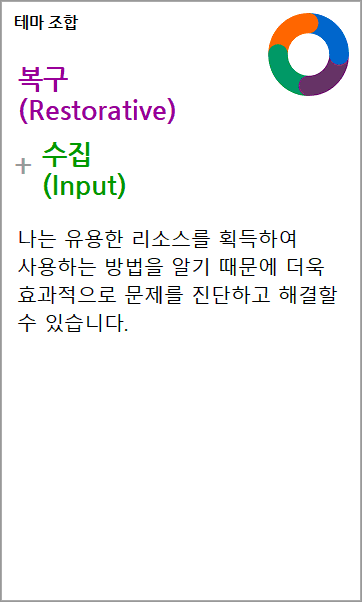 테마 조합
복구
(Restorative)
+ 수집
(Input)
나는 유용한 리소스를 획득하여
사용하는 방법을 알기 때문에 더욱
효과적으로 문제를 진단하고 해결할
수 있습니다.